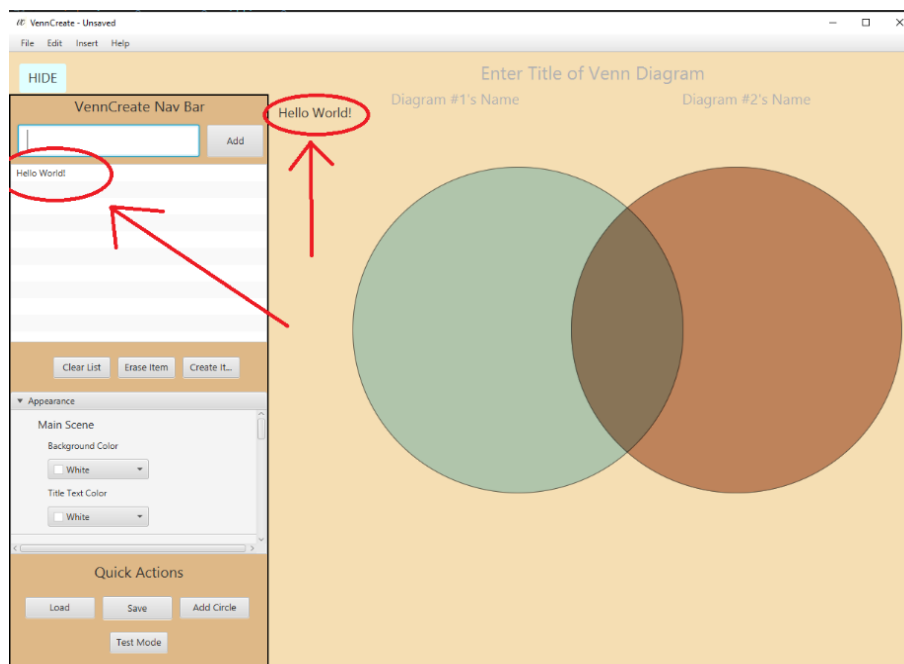 VennCreate - Unsaved
File Edit Insert Help
HIDE
Enter Title of Venn Diagram
Diagram #1's Name
Diagram #2's Name
VennCreate Nav Bar
Hello World!
Add
Hello World!
Clear List
Erase Item
Create It...
Appearance
Main Scene
Background Color
White
Title Text Color
White
Quick Actions
Load
Save
Add Circle
Test Mode